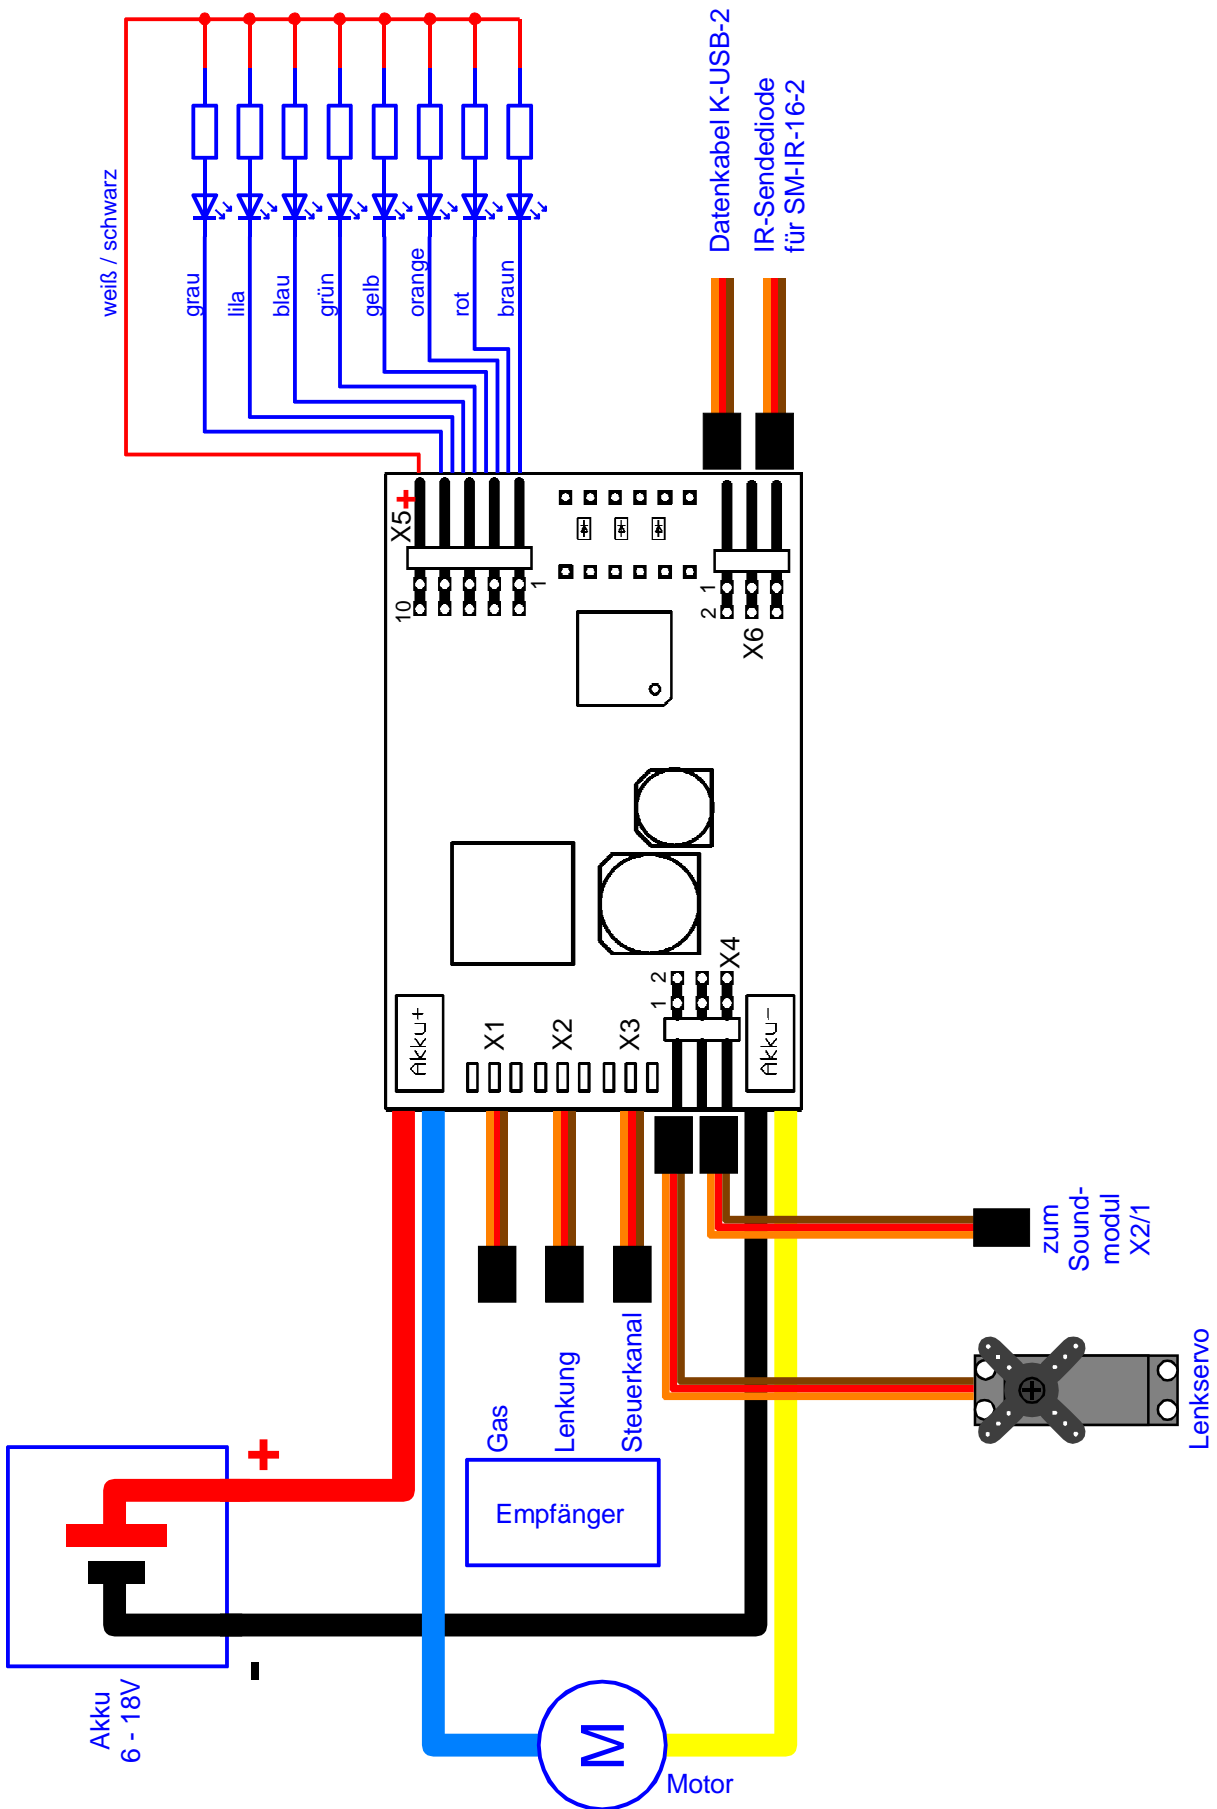 weiß / schwarz
grau
lila
blau
grün
gelb
orange
rot
braun
Datenkabel K-USB-2
IR-Sendediode
für SM-IR-16-2
+
X5
10
1
2
1
X6
Akku+
X1
X2
X3
1
2
X4
Akku-
Gas
Lenkung
Steuerkanal
Empfänger
zum
Sound-
modul
X2/1
Lenkservo
+
-
Akku
6 - 18V
M
Motor